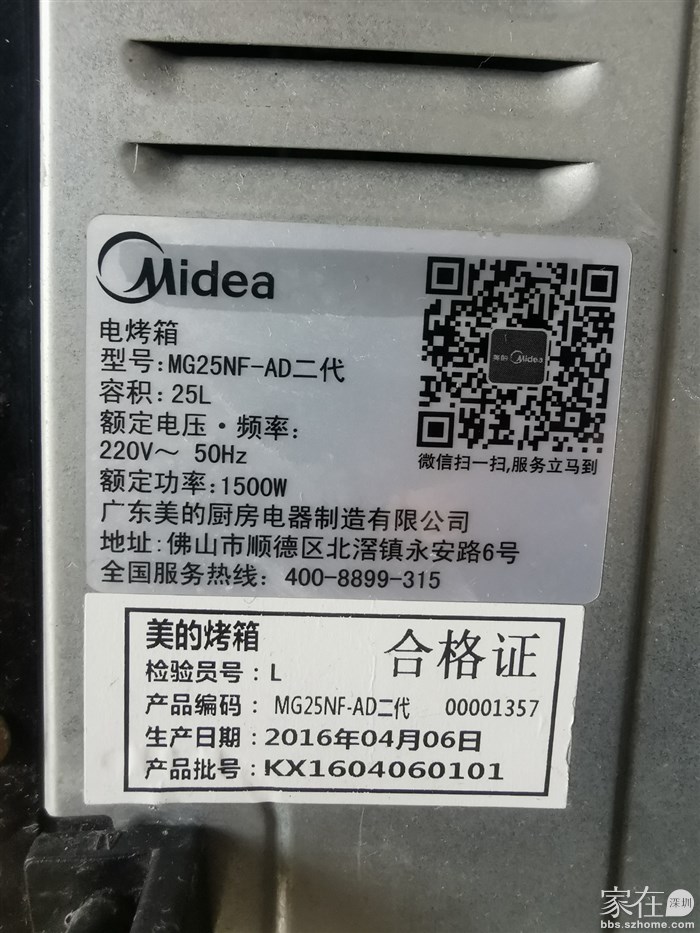 Midea
电烤箱
型号:MG25NF-AD二代
容积:25L
额定电压·频率:
220V～ 50Hz
额定功率:1500W
美的 Midea
微信扫一扫,服务立马到
广东美的厨房电器制造有限公司
地址:佛山市顺德区北滘镇永安路6号
全国服务热线: 400-8899-315
美的烤箱
合格证
检验员号:L
产品编码: MG25NF-AD二代 00001357
生产日期:2016年04月06日
产品批号:KX1604060101
家在深圳
bbs.szhome.com